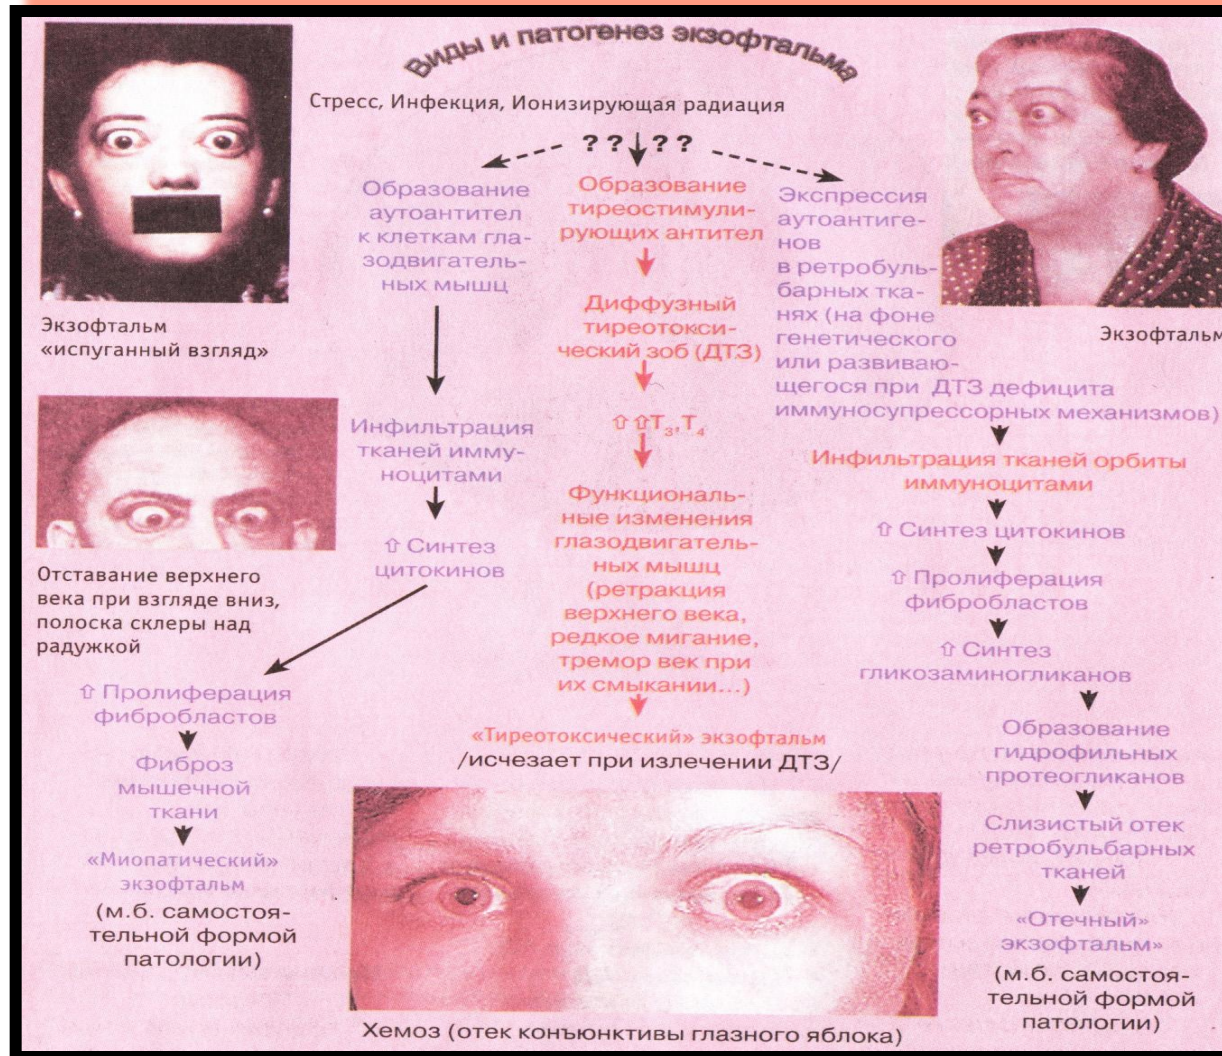 Виды и патогенез экзофтальма
Стресс, Инфекция, Ионизирующая радиация
? ? ? ?
Образование
аутоантител
к клеткам гла-
зодвигатель-
ных мышц
Инфильтрация
тканей имму-
ноцитами
⇧ Синтез
цитокинов
⇧ Пролиферация
фибробластов
Фиброз
мышечной
ткани
«Миопатический»
экзофтальм
(м.б. самостоя-
тельной формой
патологии)
Образование
тиреостимули-
рующих антител
Диффузный
тиреотокси-
ческий зоб (ДТЗ)
⇧ ⇧T₃,T₄
Функциональ-
ные изменения
глазодвигатель-
ных мышц
(ретракция
верхнего века,
редкое мигание,
тремор век при
их смыкании...)
«Тиреотоксический» экзофтальм
/исчезает при излечении ДТЗ/
Экспрессия
аутоантиге-
нов
в ретробуль-
барных тка-
нях (на фоне
генетического
или развиваю-
щегося при ДТЗ дефицита
иммуносупрессорных механизмов)
Инфильтрация тканей орбиты
иммуноцитами
⇧ Синтез цитокинов
⇧ Пролиферация
фибробластов
⇧ Синтез
гликозаминогликанов
Образование
гидрофильных
протеогликанов
Слизистый отек
ретробульбарных
тканей
«Отечный»
экзофтальм»
(м.б. самостоя-
тельной формой
патологии)
Экзофтальм
«испуганный взгляд»
Отставание верхнего
века при взгляде вниз,
полоска склеры над
радужкой
Экзофтальм
Хемоз (отек конъюнктивы глазного яблока)